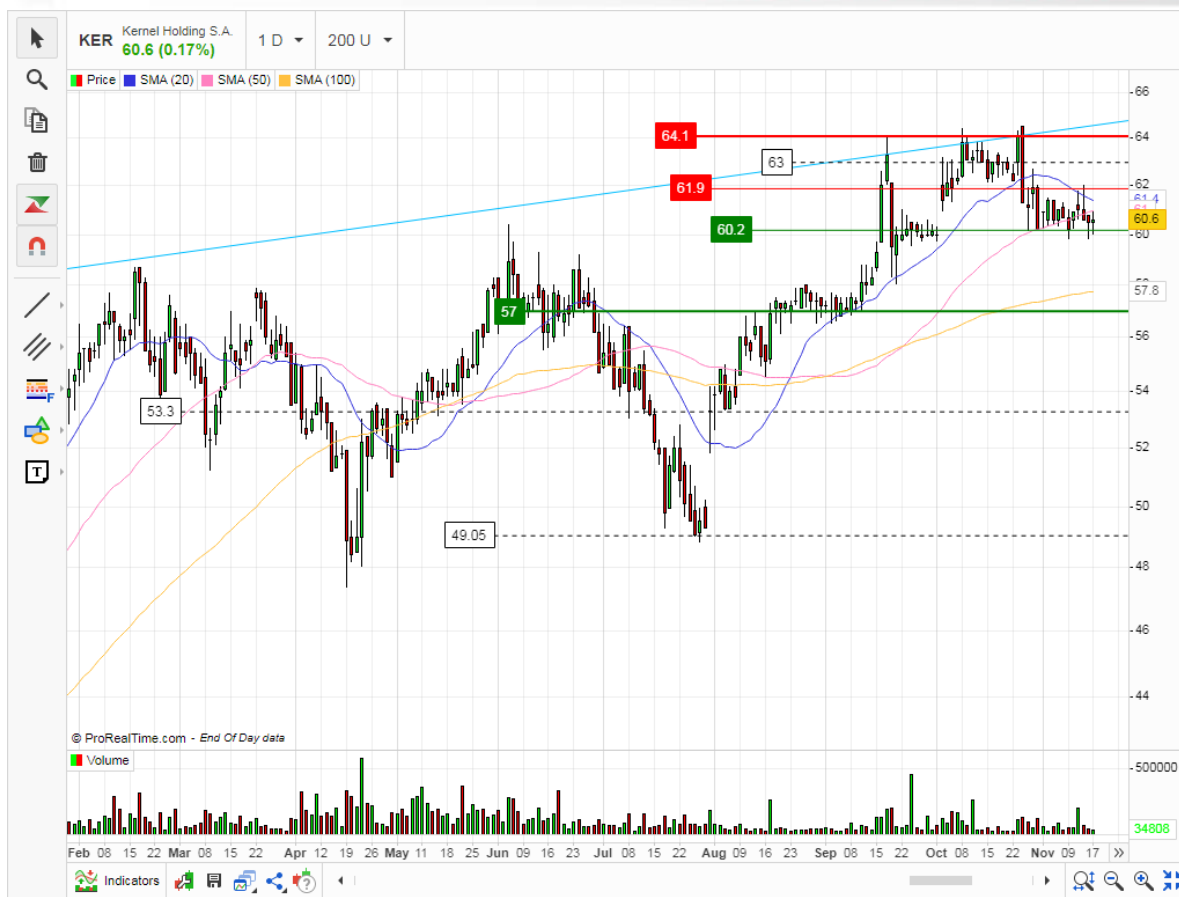 KER
Kernel Holding S.A.
60.6 (0.17%)
1 D
200 U
Price SMA (20) SMA (50) SMA (100)
66
64.1
64
63
62
61.9
61.4
60.6
60.2
60
57.8
57
56
54
53.3
52
50
49.05
48
46
44
© ProRealTime.com - End Of Day data
Volume
500000
34808
Feb 08 15 22 Mar 08 15 22 Apr 12 19 26 May 11 18 25 Jun 09 16 23 Jul 08 15 22 Aug 09 16 23 Sep 08 15 22 Oct 08 15 22 Nov 09 17 »
F
T
Indicators
?